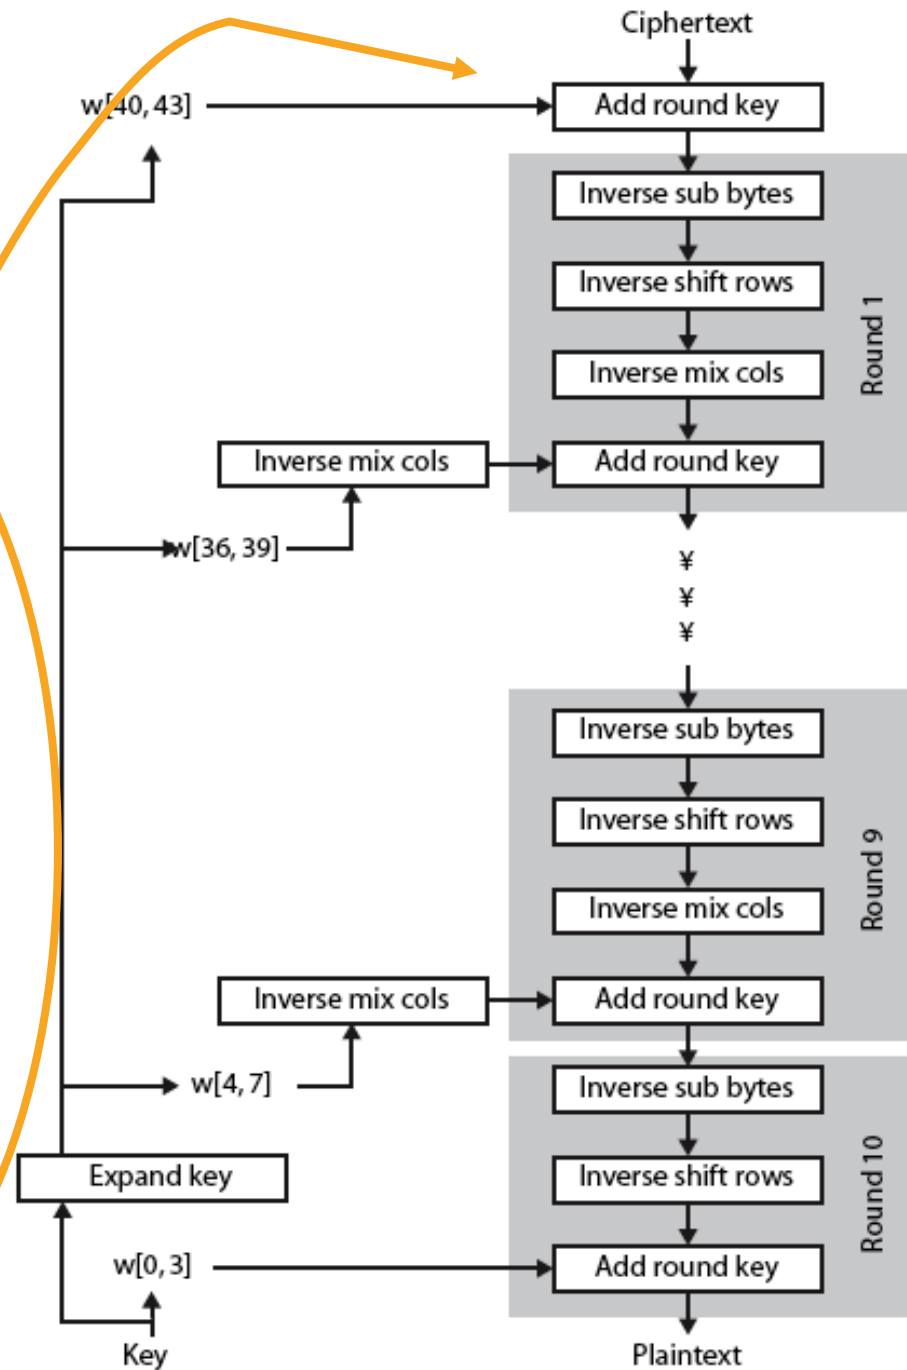 Ciphertext
w[40, 43]
Add round key
Inverse sub bytes
Inverse shift rows
Round 1
Inverse mix cols
Inverse mix cols
Add round key
w[36, 39]
¥
¥
¥
Inverse sub bytes
Inverse shift rows
Round 9
Inverse mix cols
Inverse mix cols
Add round key
w[4, 7]
Inverse sub bytes
Expand key
Inverse shift rows
Round 10
w[0, 3]
Add round key
Key
Plaintext